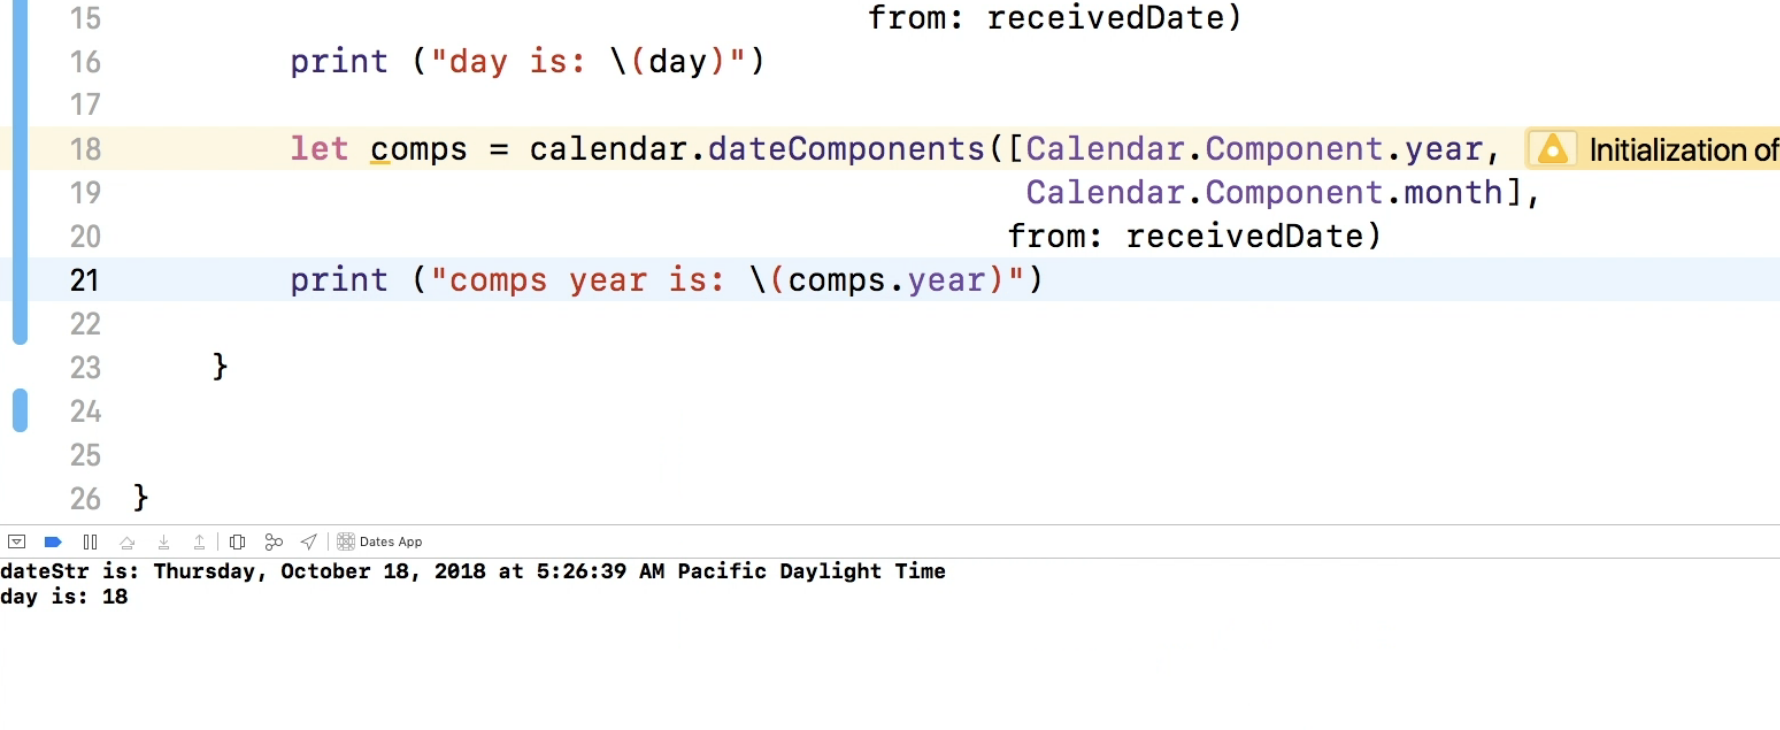 15 from: receivedDate)
16 print ("day is: \(day)")
17
18 let comps = calendar.dateComponents([Calendar.Component.year, Initialization of
19 Calendar.Component.month],
20 from: receivedDate)
21 print ("comps year is: \(comps.year)")
22
23 }
24
25
26 }
Dates App
dateStr is: Thursday, October 18, 2018 at 5:26:39 AM Pacific Daylight Time
day is: 18